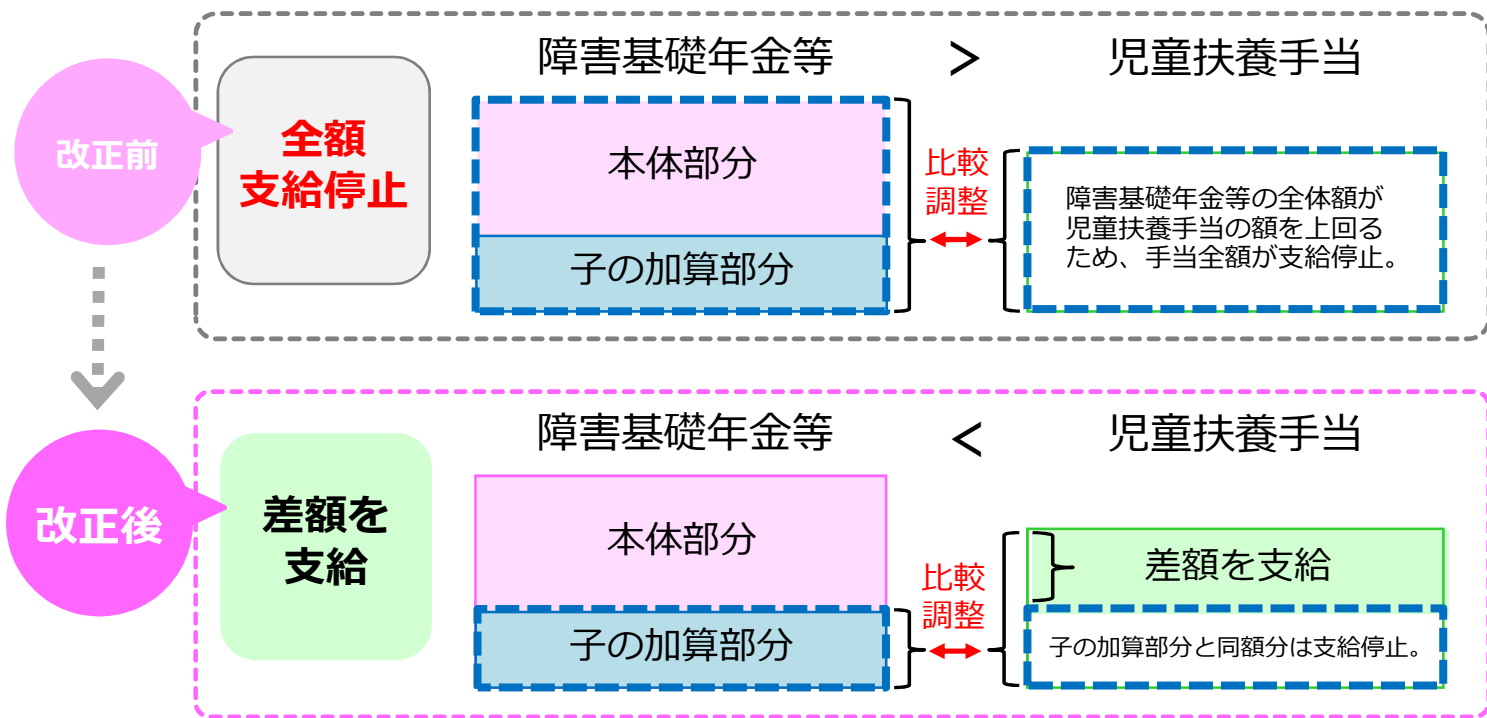 改正前
全額
支給停止
障害基礎年金等 > 児童扶養手当
本体部分
子の加算部分
比較
調整
障害基礎年金等の全体額が
児童扶養手当の額を上回る
ため、手当全額が支給停止。
改正後
差額を
支給
障害基礎年金等 < 児童扶養手当
本体部分
子の加算部分
比較
調整
差額を支給
子の加算部分と同額分は支給停止。